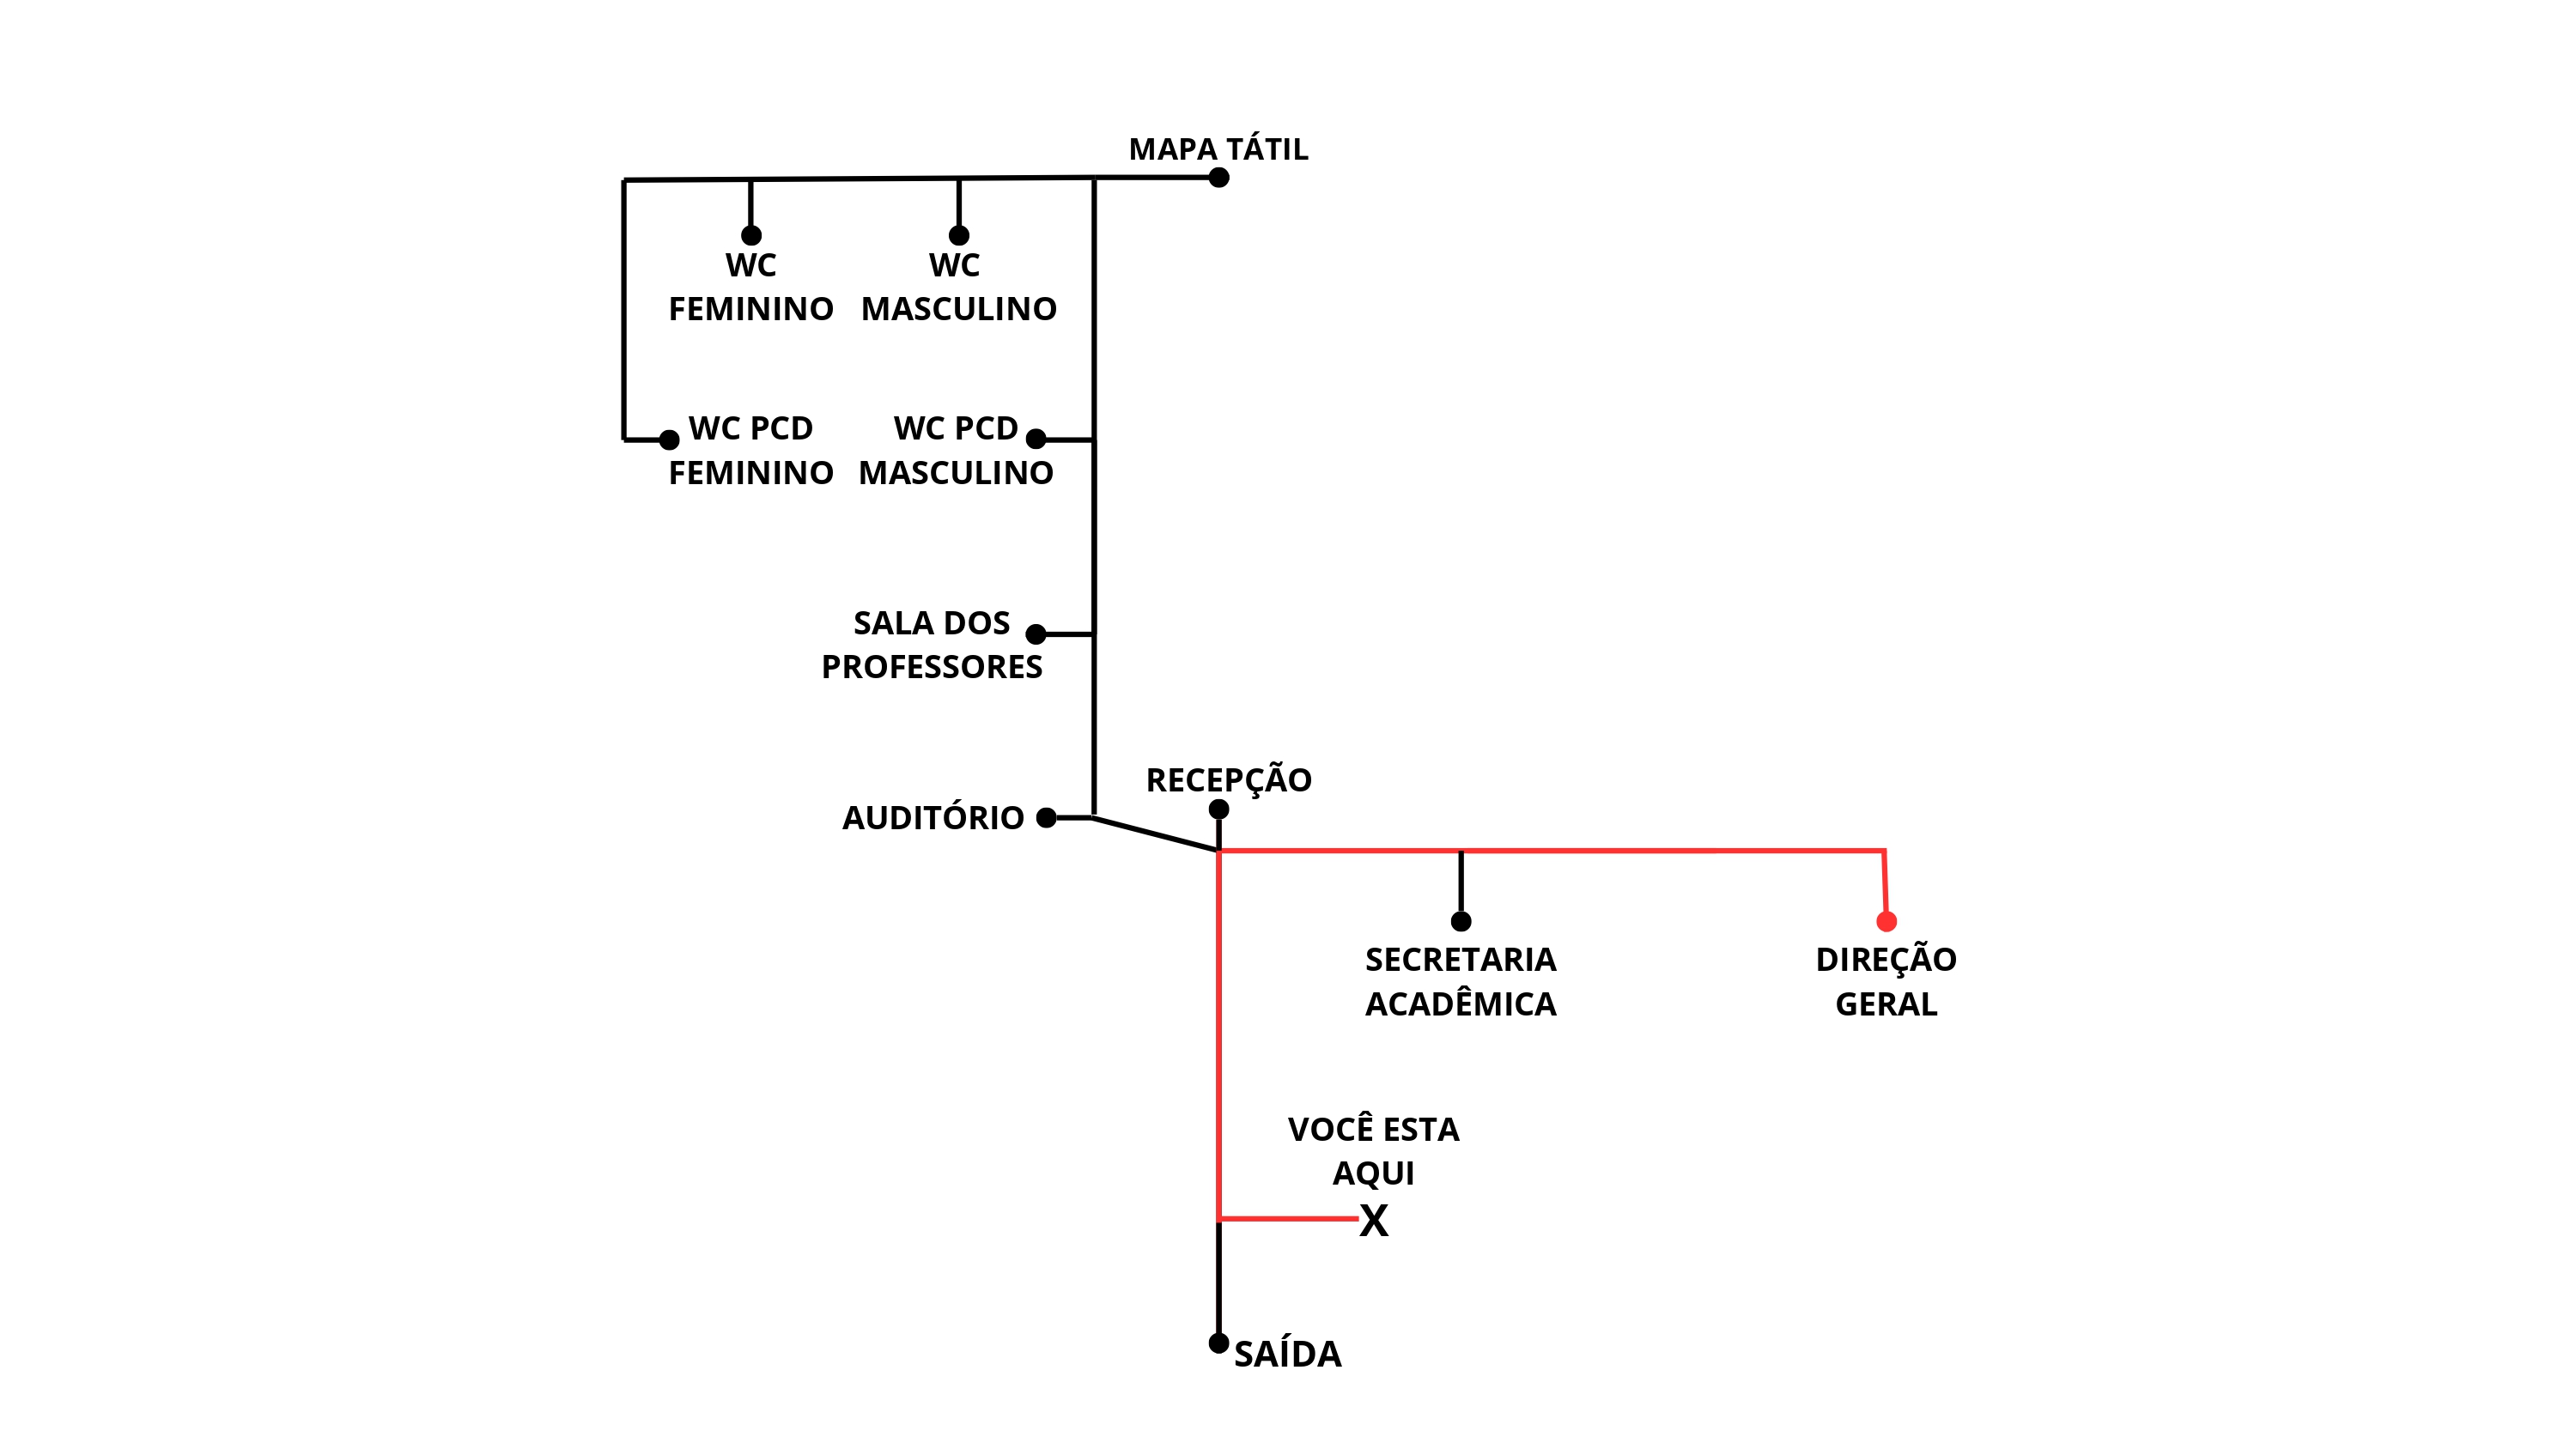 MAPA TÁTIL
WC
FEMININO
WC
MASCULINO
WC PCD
FEMININO
WC PCD
MASCULINO
SALA DOS
PROFESSORES
RECEPÇÃO
AUDITÓRIO
SECRETARIA
ACADÊMICA
DIREÇÃO
GERAL
VOCÊ ESTA
AQUI
X
SAÍDA